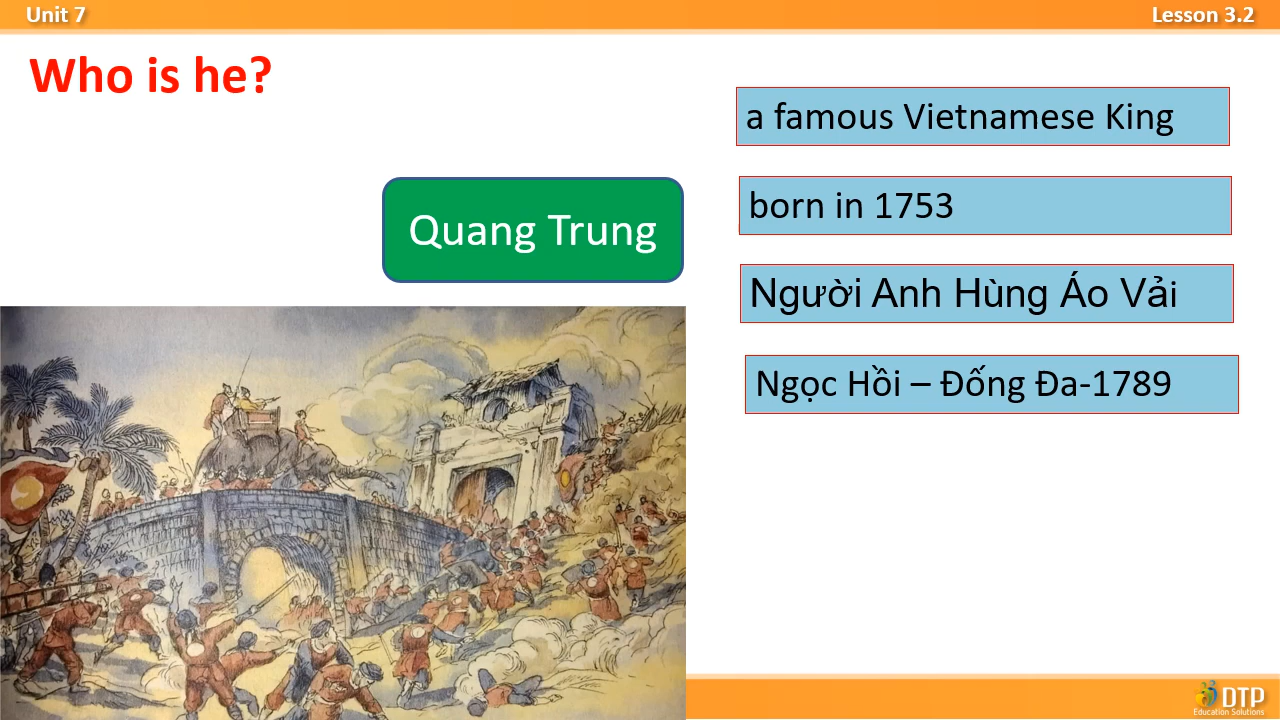 Unit 7
Lesson 3.2
Who is he?
a famous Vietnamese King
born in 1753
Quang Trung
Người Anh Hùng Áo Vải
Ngọc Hồi – Đống Đa-1789
DTP
Education Solutions